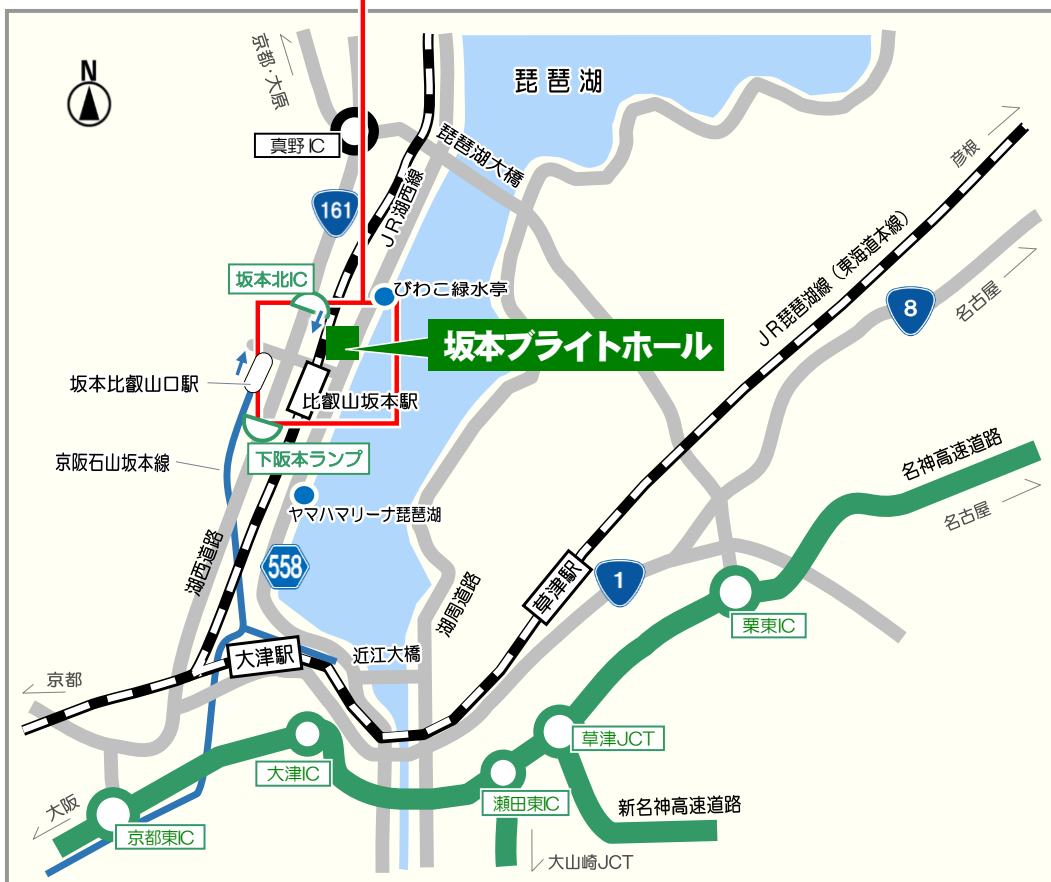 N
京都・大原
琵琶湖
真野IC
琵琶湖大橋
彦根
161
JR湖西線
JR琵琶湖線（東海道本線）
坂本北IC
びわこ緑水亭
8
名古屋
坂本ブライトホール
坂本比叡山口駅
比叡山坂本駅
京阪石山坂本線
下阪本ランプ
名神高速道路
名古屋
ヤマハマリーナ琵琶湖
湖西道路
558
湖周道路
草津駅
1
栗東IC
大津駅
近江大橋
京都
草津JCT
大津IC
瀬田東IC
新名神高速道路
大阪
京都東IC
大山崎JCT